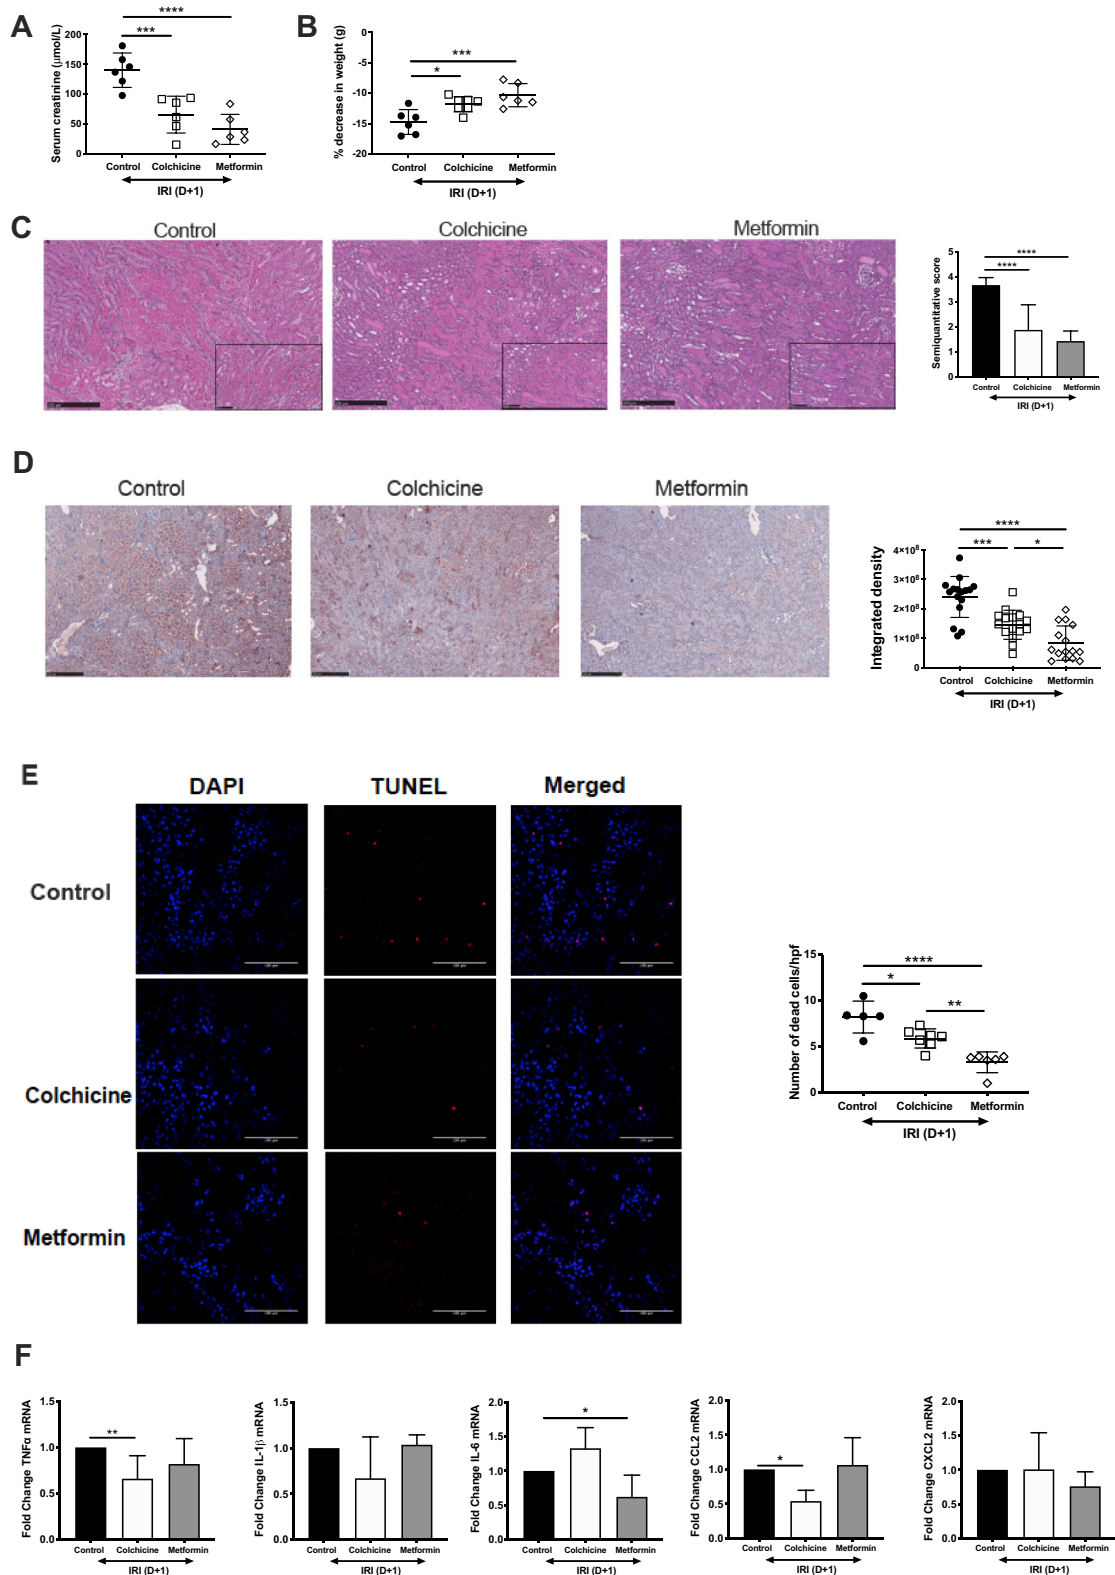 A
Serum creatinine (μmol/L)
200
150
100
50
0
***
****
Control
Colchicine
Metformin
IRI (D+1)
B
% decrease in weight (g)
0
-5
-10
-15
-20
*
***
Control
Colchicine
Metformin
IRI (D+1)
C
Control
Colchicine
Metformin
Semiquantitative score
5
4
3
2
1
0
****
****
Control
Colchicine
Metformin
IRI (D+1)
D
Control
Colchicine
Metformin
Integrated density
4×10⁸
3×10⁸
2×10⁸
1×10⁸
0
****
***
*
Control
Colchicine
Metformin
IRI (D+1)
E
DAPI
TUNEL
Merged
Control
Colchicine
Metformin
Number of dead cells/hpf
15
10
5
0
****
*
**
Control
Colchicine
Metformin
IRI (D+1)
F
Fold Change TNFα mRNA
1.5
1.0
0.5
0.0
**
Control
Colchicine
Metformin
IRI (D+1)
Fold Change IL-1β mRNA
1.5
1.0
0.5
0.0
Control
Colchicine
Metformin
IRI (D+1)
Fold Change IL-6 mRNA
2.0
1.5
1.0
0.5
0.0
*
Control
Colchicine
Metformin
IRI (D+1)
Fold Change CCL2 mRNA
2.0
1.5
1.0
0.5
0.0
*
Control
Colchicine
Metformin
IRI (D+1)
Fold Change CXCL2 mRNA
2.0
1.5
1.0
0.5
0.0
Control
Colchicine
Metformin
IRI (D+1)